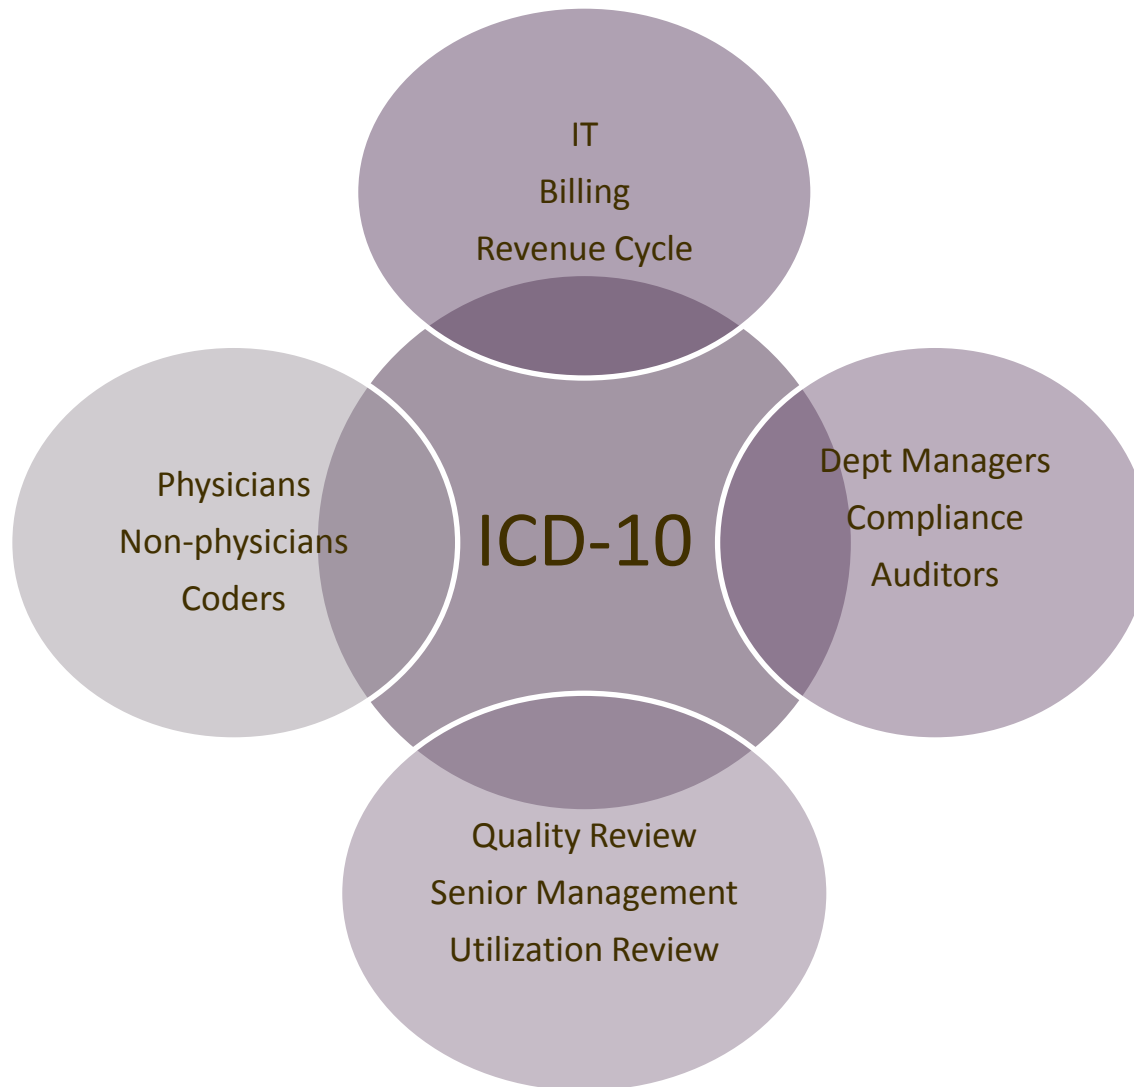 IT
Billing
Revenue Cycle
Physicians
Non-physicians
Coders
ICD-10
Dept Managers
Compliance
Auditors
Quality Review
Senior Management
Utilization Review